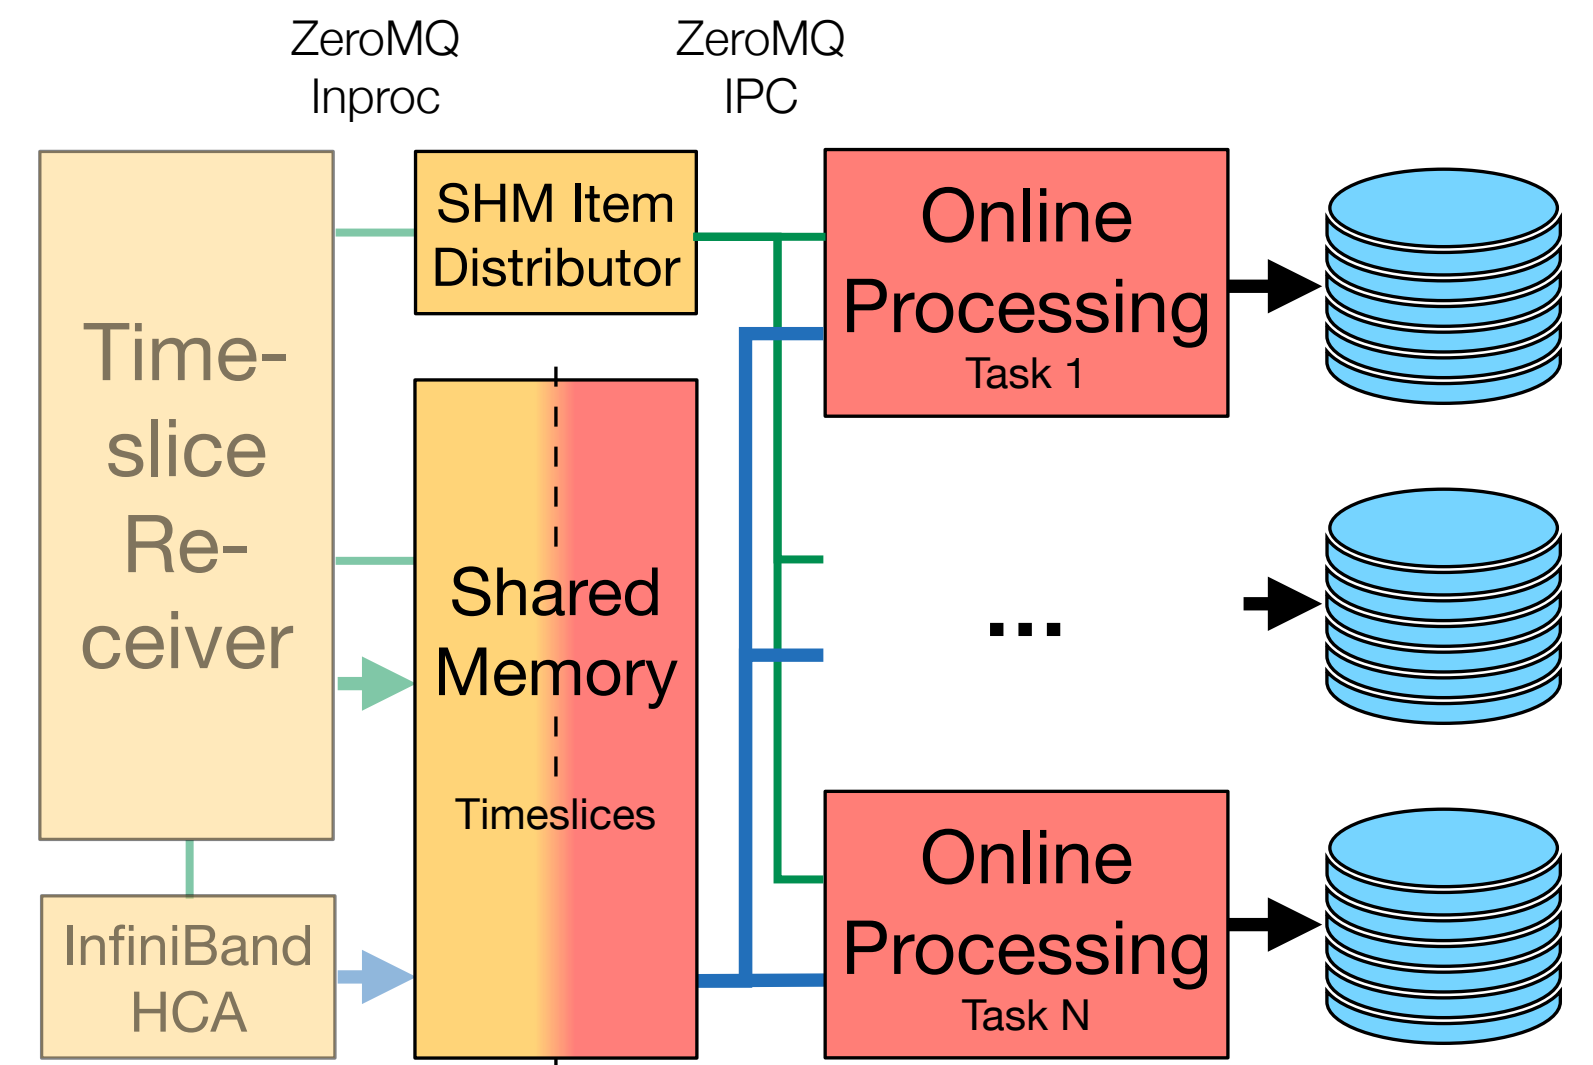 ZeroMQ
Inproc
ZeroMQ
IPC
Time-
slice
Re-
ceiver
InfiniBand
HCA
SHM Item
Distributor
Shared
Memory
Timeslices
Online
Processing
Task 1
...
Online
Processing
Task N